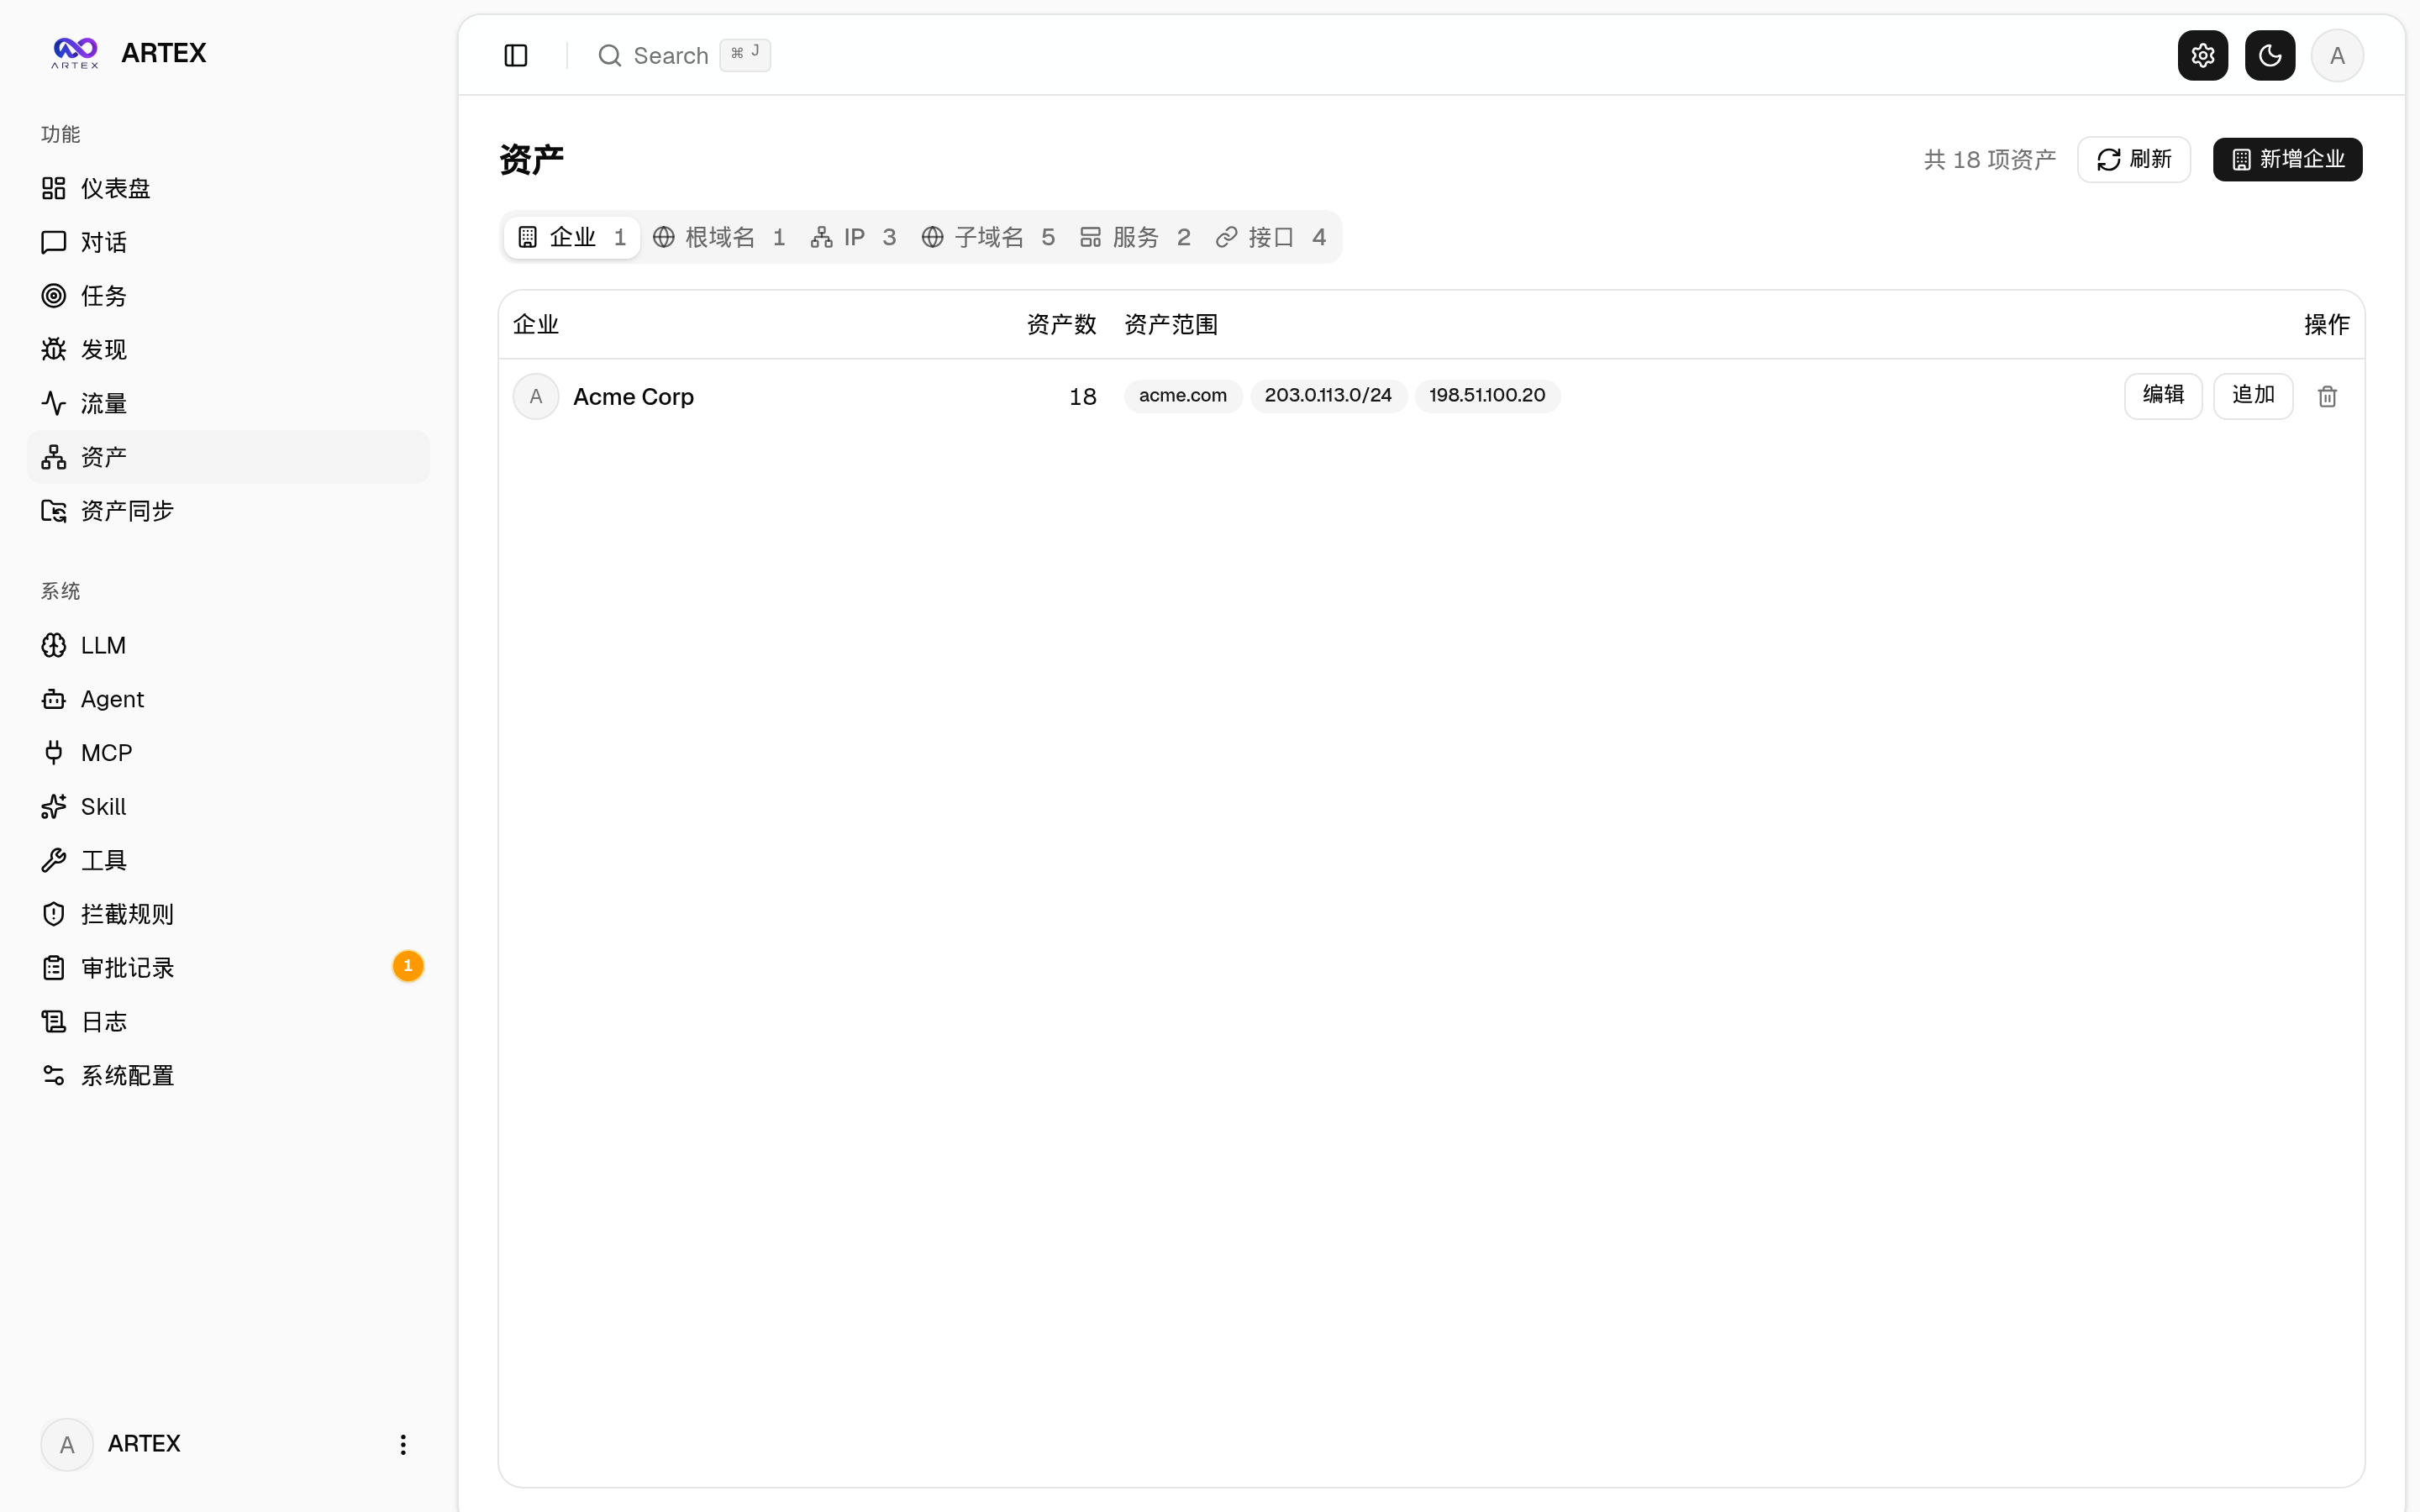 ARTEX
ARTEX
功能
仪表盘
对话
任务
发现
流量
资产
资产同步
系统
LLM
Agent
MCP
Skill
工具
拦截规则
审批记录 1
日志
系统配置
A ARTEX
Search ⌘ J
A
资产
共 18 项资产 刷新 新增企业
企业 1 根域名 1 IP 3 子域名 5 服务 2 接口 4
企业 资产数 资产范围 操作
A Acme Corp 18 acme.com 203.0.113.0/24 198.51.100.20 编辑 追加